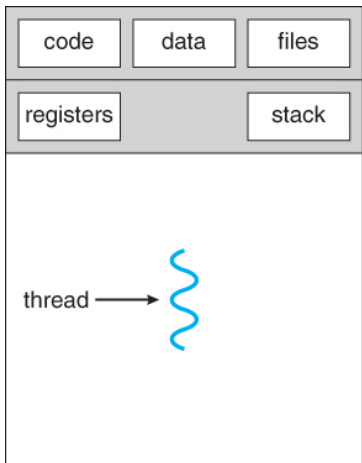 code data files
registers stack
thread